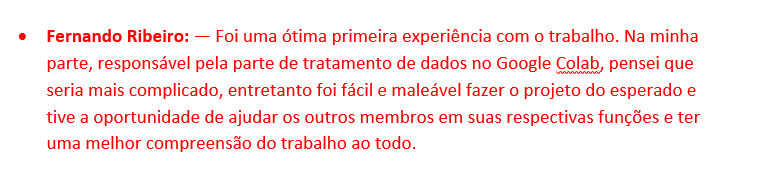 • Fernando Ribeiro: — Foi uma ótima primeira experiência com o trabalho. Na minha
parte, responsável pela parte de tratamento de dados no Google Colab, pensei que
seria mais complicado, entretanto foi fácil e maleável fazer o projeto do esperado e
tive a oportunidade de ajudar os outros membros em suas respectivas funções e ter
uma melhor compreensão do trabalho ao todo.